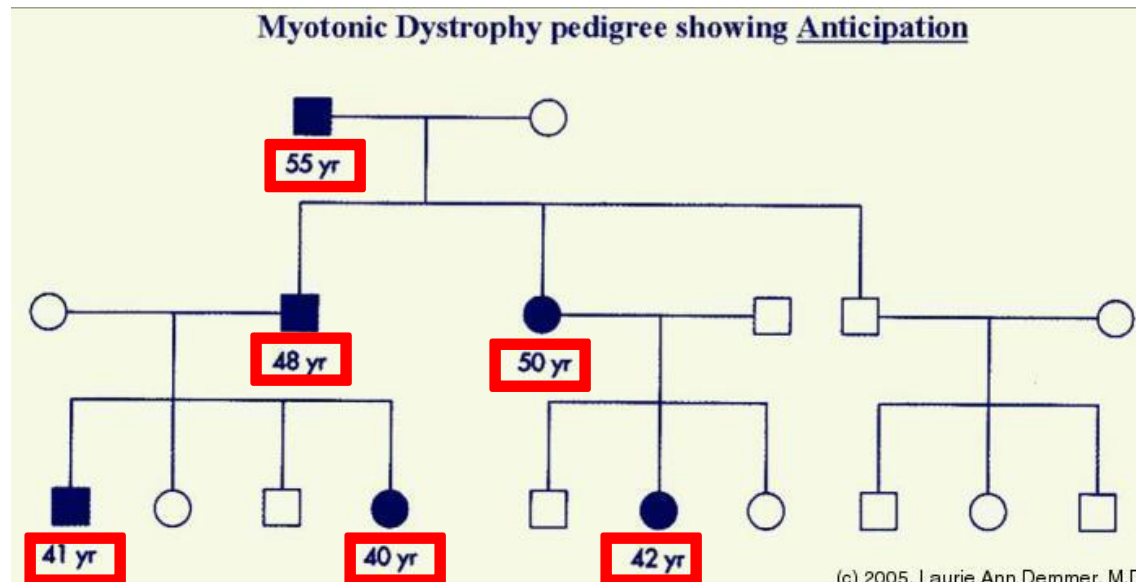 Myotonic Dystrophy pedigree showing Anticipation
55 yr
48 yr
50 yr
41 yr
40 yr
42 yr
(c) 2005, Laurie Ann Demmer, M.D